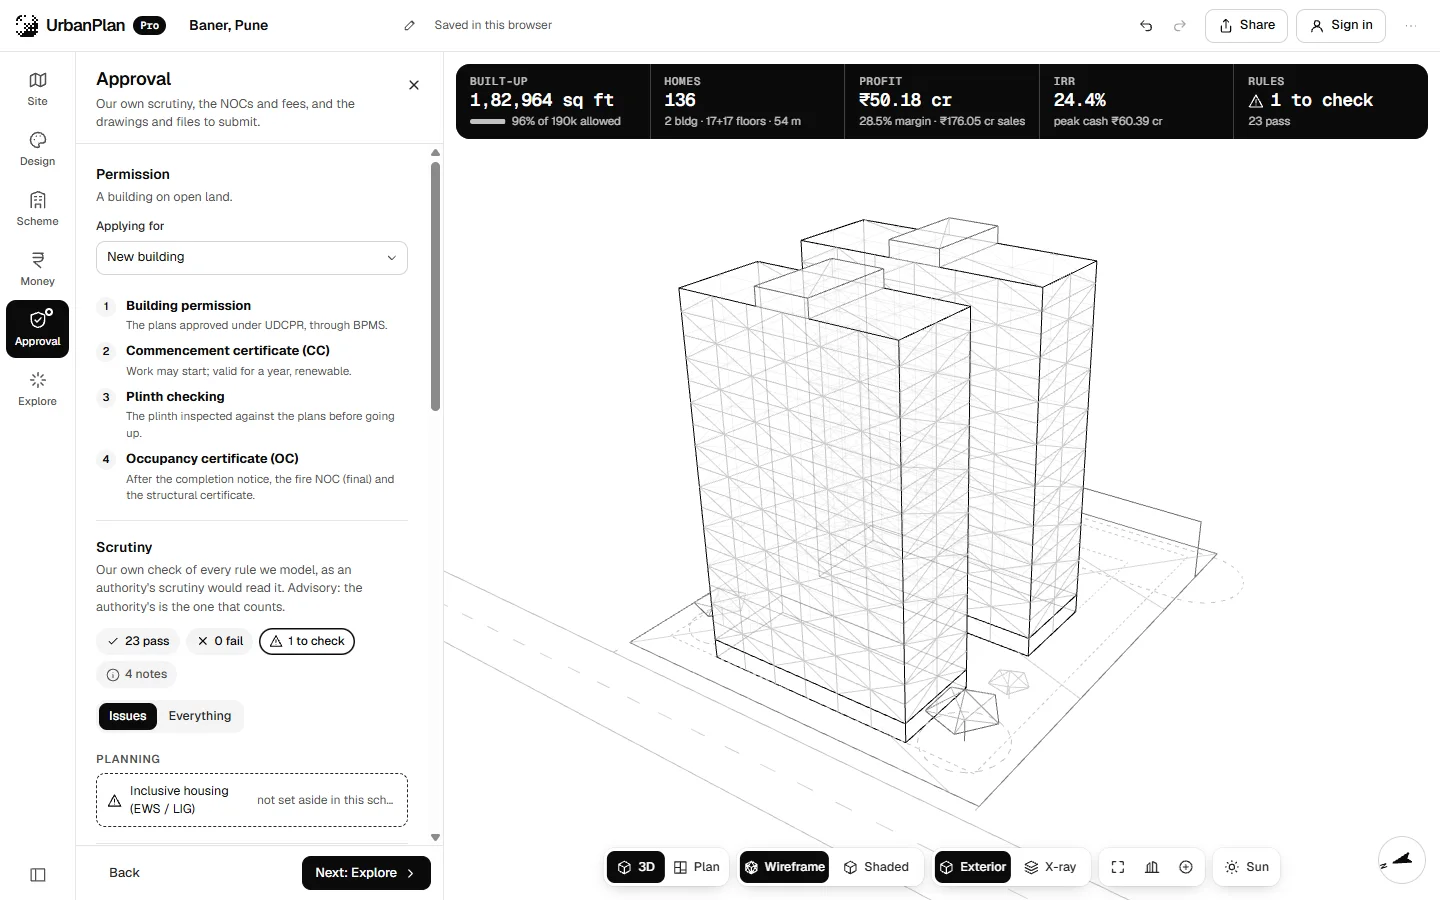 UrbanPlan Pro Baner, Pune Saved in this browser Share Sign in
Site
Design
Scheme
Money
Approval
Explore
Approval
Our own scrutiny, the NOCs and fees, and the
drawings and files to submit.
Permission
A building on open land.
Applying for
New building
1 Building permission
The plans approved under UDCPR, through BPMS.
2 Commencement certificate (CC)
Work may start; valid for a year, renewable.
3 Plinth checking
The plinth inspected against the plans before going
up.
4 Occupancy certificate (OC)
After the completion notice, the fire NOC (final) and
the structural certificate.
Scrutiny
Our own check of every rule we model, as an
authority's scrutiny would read it. Advisory: the
authority's is the one that counts.
23 pass 0 fail 1 to check
4 notes
Issues Everything
PLANNING
Inclusive housing
(EWS / LIG)
not set aside in this sch…
Back Next: Explore
BUILT-UP
1,82,964 sq ft
96% of 190k allowed
HOMES
136
2 bldg · 17+17 floors · 54 m
PROFIT
₹50.18 cr
28.5% margin · ₹176.05 cr sales
IRR
24.4%
peak cash ₹60.39 cr
RULES
1 to check
23 pass
3D Plan Wireframe Shaded Exterior X-ray Sun